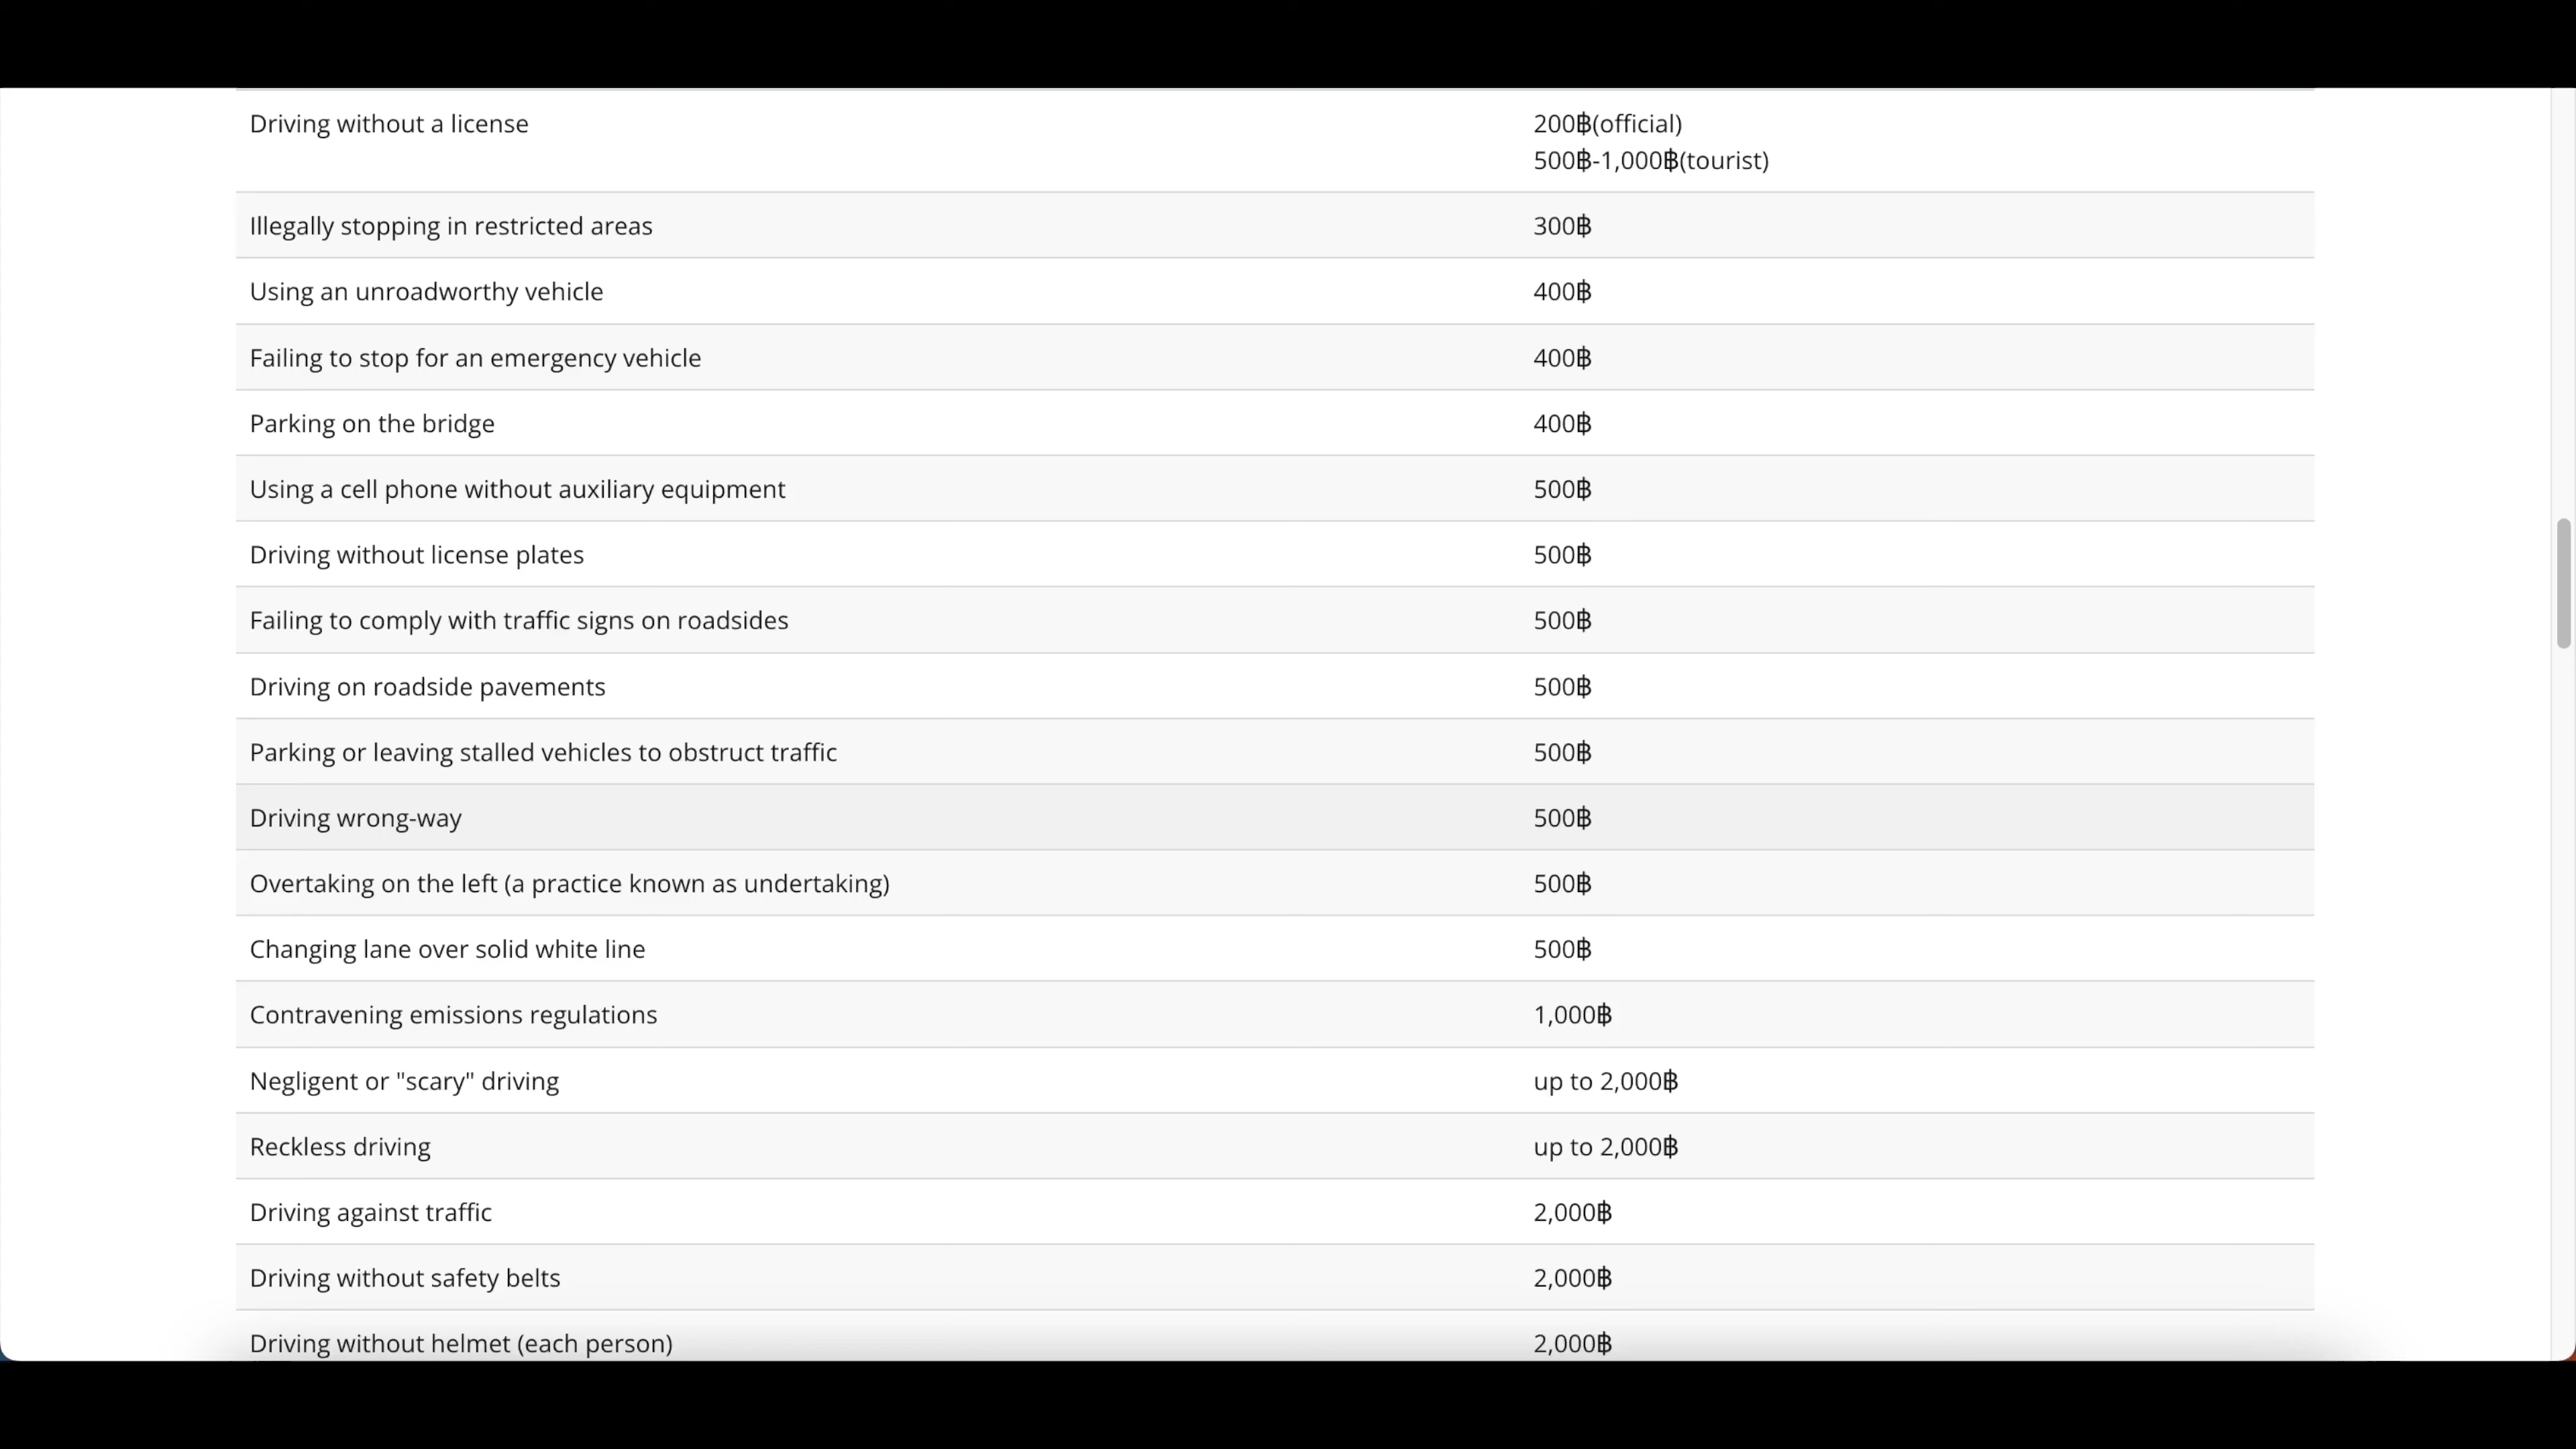 Driving without a license 200฿(official)
500฿-1,000฿(tourist)
Illegally stopping in restricted areas 300฿
Using an unroadworthy vehicle 400฿
Failing to stop for an emergency vehicle 400฿
Parking on the bridge 400฿
Using a cell phone without auxiliary equipment 500฿
Driving without license plates 500฿
Failing to comply with traffic signs on roadsides 500฿
Driving on roadside pavements 500฿
Parking or leaving stalled vehicles to obstruct traffic 500฿
Driving wrong-way 500฿
Overtaking on the left (a practice known as undertaking) 500฿
Changing lane over solid white line 500฿
Contravening emissions regulations 1,000฿
Negligent or "scary" driving up to 2,000฿
Reckless driving up to 2,000฿
Driving against traffic 2,000฿
Driving without safety belts 2,000฿
Driving without helmet (each person) 2,000฿